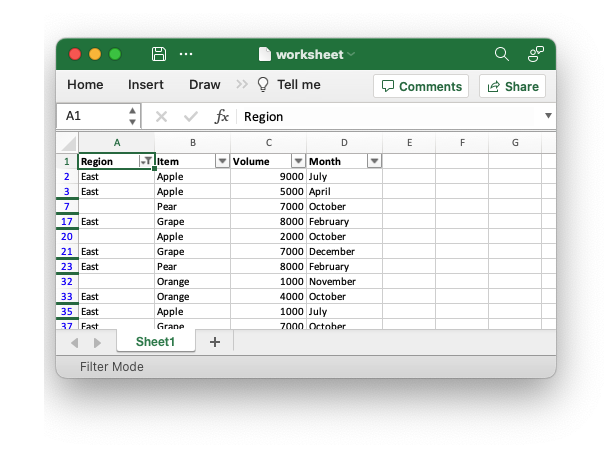 worksheet
Home Insert Draw Tell me Comments Share
A1 fx Region
A B C D E F G
1 Region Item Volume Month
2 East Apple 9000 July
3 East Apple 5000 April
7 Pear 7000 October
17 East Grape 8000 February
20 Apple 2000 October
21 East Grape 7000 December
23 East Pear 8000 February
32 Orange 1000 November
33 East Orange 4000 October
35 East Apple 1000 July
37 East Grape 7000 October
Sheet1 +
Filter Mode